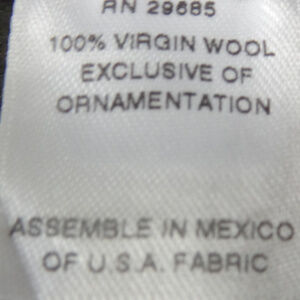 RN 29685
100% VIRGIN WOOL
EXCLUSIVE OF
ORNAMENTATION
ASSEMBLE IN MEXICO
OF U.S.A. FABRIC